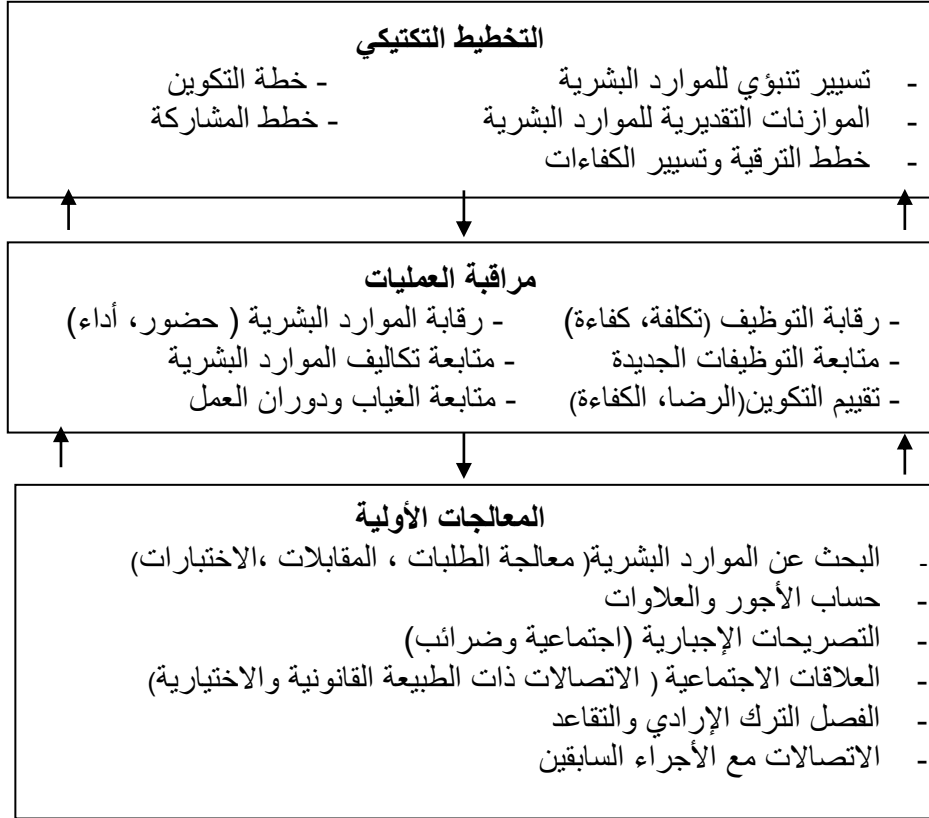 التخطيط التكتيكي
- تسيير تنبؤي للموارد البشرية - خطة التكوين
- الموازنات التقديرية للموارد البشرية - خطط المشاركة
- خطط الترقية وتسيير الكفاءات
مراقبة العمليات
- رقابة التوظيف (تكلفة، كفاءة) - رقابة الموارد البشرية ( حضور، أداء)
- متابعة التوظيفات الجديدة - متابعة تكاليف الموارد البشرية
- تقييم التكوين(الرضا، الكفاءة) - متابعة الغياب ودوران العمل
المعالجات الأولية
- البحث عن الموارد البشرية( معالجة الطلبات ، المقابلات ،الاختبارات)
- حساب الأجور والعلاوات
- التصريحات الإجبارية (اجتماعية وضرائب)
- العلاقات الاجتماعية ( الاتصالات ذات الطبيعة القانونية والاختيارية)
- الفصل الترك الإرادي والتقاعد
- الاتصالات مع الأجراء السابقين